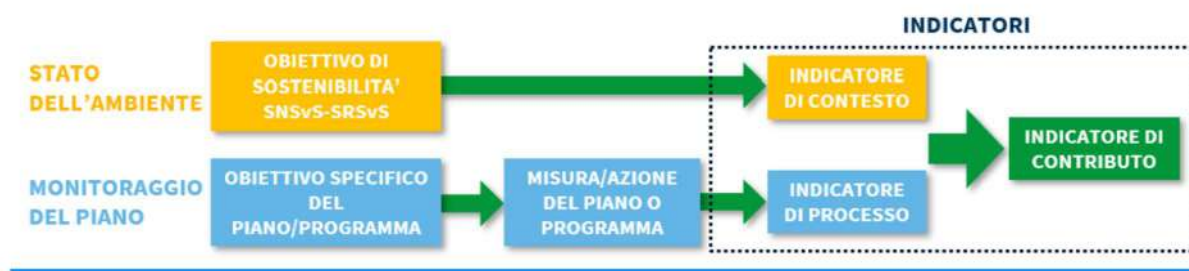 INDICATORI
STATO
DELL'AMBIENTE
OBIETTIVO DI
SOSTENIBILITA'
SNSvS-SRSvS
INDICATORE
DI CONTESTO
INDICATORE DI
CONTRIBUTO
MONITORAGGIO
DEL PIANO
OBIETTIVO SPECIFICO
DEL
PIANO/PROGRAMMA
MISURA/AZIONE
DEL PIANO O
PROGRAMMA
INDICATORE
DI PROCESSO